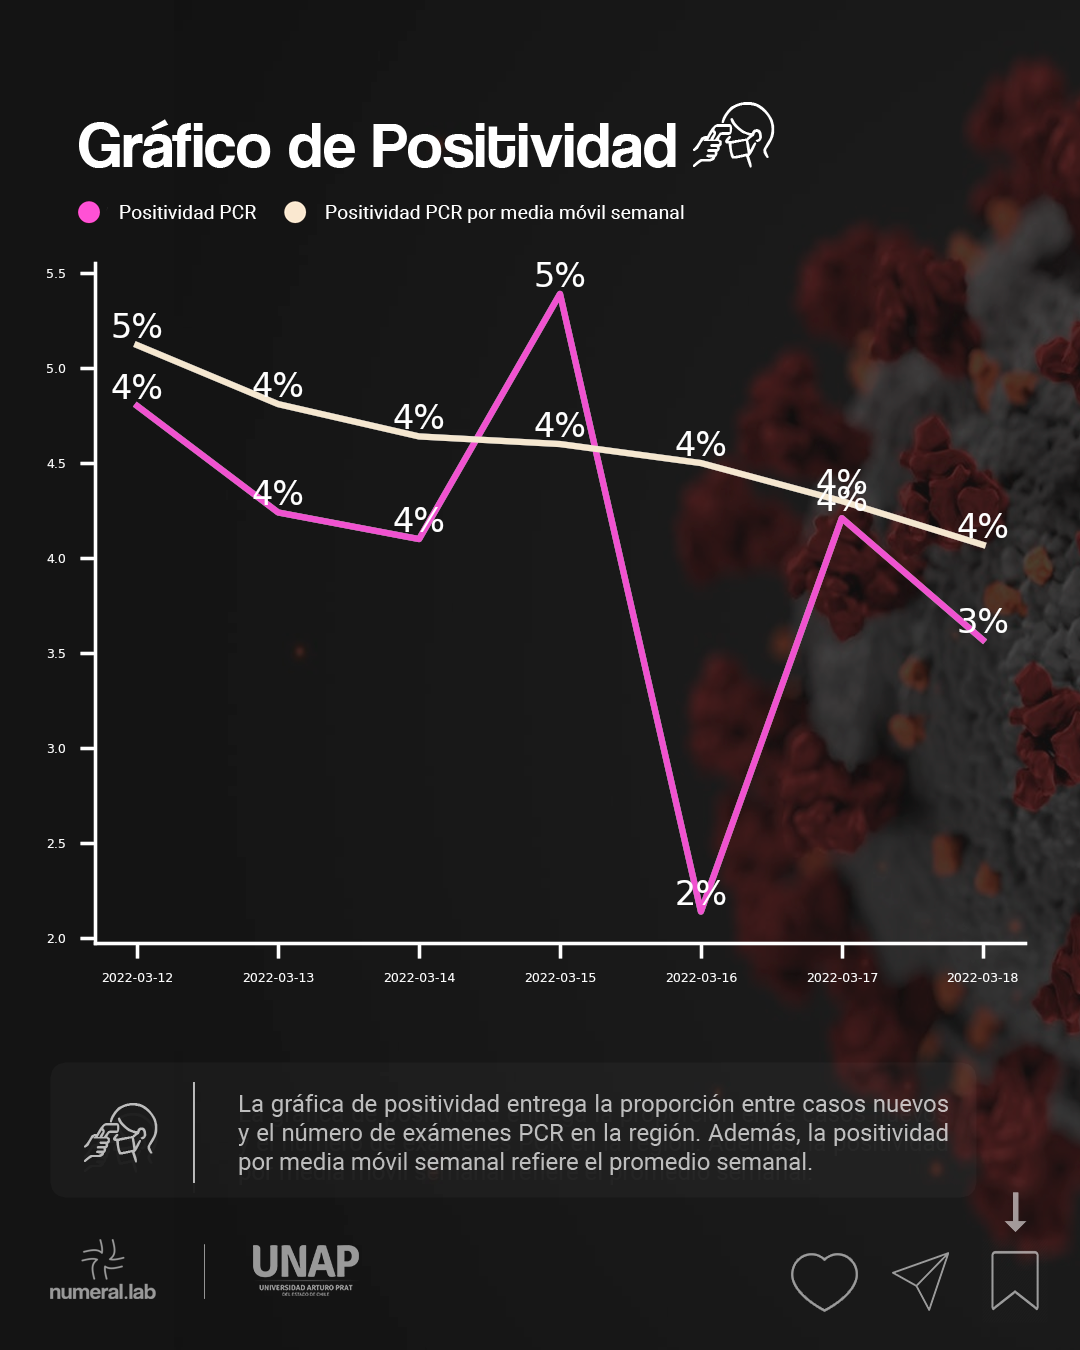 Gráfico de Positividad
Positividad PCR
Positividad PCR por media móvil semanal
5.5
5.0
4.5
4.0
3.5
3.0
2.5
2.0
5%
4%
4%
4%
4%
4%
5%
4%
4%
2%
4%
4%
4%
3%
2022-03-12
2022-03-13
2022-03-14
2022-03-15
2022-03-16
2022-03-17
2022-03-18
La gráfica de positividad entrega la proporción entre casos nuevos
y el número de exámenes PCR en la región. Además, la positividad
por media móvil semanal refiere el promedio semanal.
numeral.lab
UNAP
UNIVERSIDAD ARTURO PRAT
DEL ESTADO DE CHILE